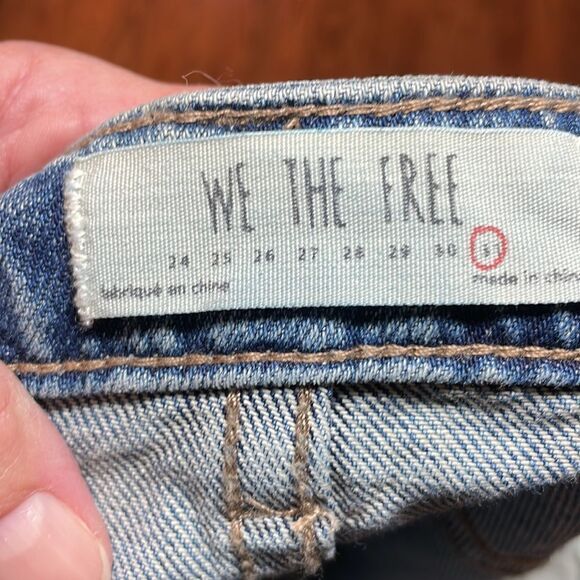 WE THE FREE
24 25 26 27 28 29 30
fabriqué en chine made in china